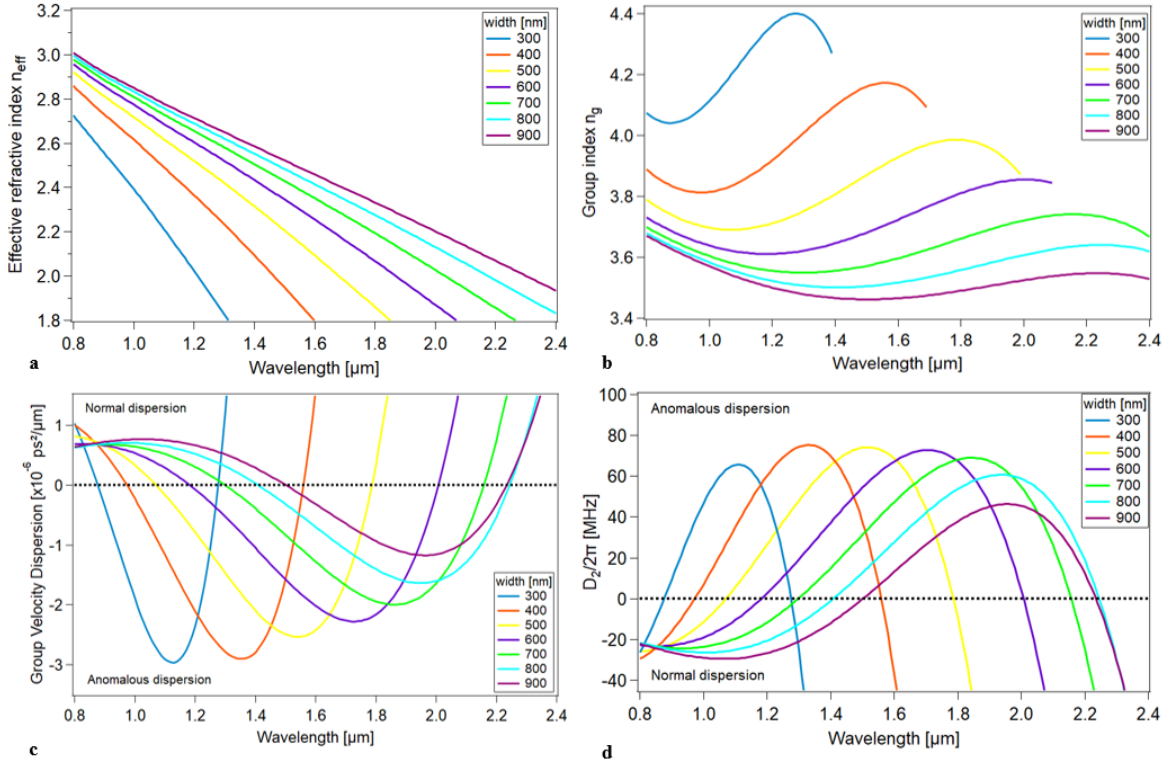 3.2
3.0
2.8
2.6
2.4
2.2
2.0
1.8
Effective refractive index n_eff
0.8 1.0 1.2 1.4 1.6 1.8 2.0 2.2 2.4
Wavelength [µm]
width [nm]
300
400
500
600
700
800
900
a
4.4
4.2
4.0
3.8
3.6
3.4
Group index n_g
0.8 1.0 1.2 1.4 1.6 1.8 2.0 2.2 2.4
Wavelength [µm]
width [nm]
300
400
500
600
700
800
900
b
Normal dispersion
1
0
-1
-2
-3
Group Velocity Dispersion [x10⁻⁶ ps²/µm]
Anomalous dispersion
0.8 1.0 1.2 1.4 1.6 1.8 2.0 2.2 2.4
Wavelength [µm]
width [nm]
300
400
500
600
700
800
900
c
100
80
60
40
20
0
-20
-40
D₂/2π [MHz]
Anomalous dispersion
Normal dispersion
0.8 1.0 1.2 1.4 1.6 1.8 2.0 2.2 2.4
Wavelength [µm]
width [nm]
300
400
500
600
700
800
900
d